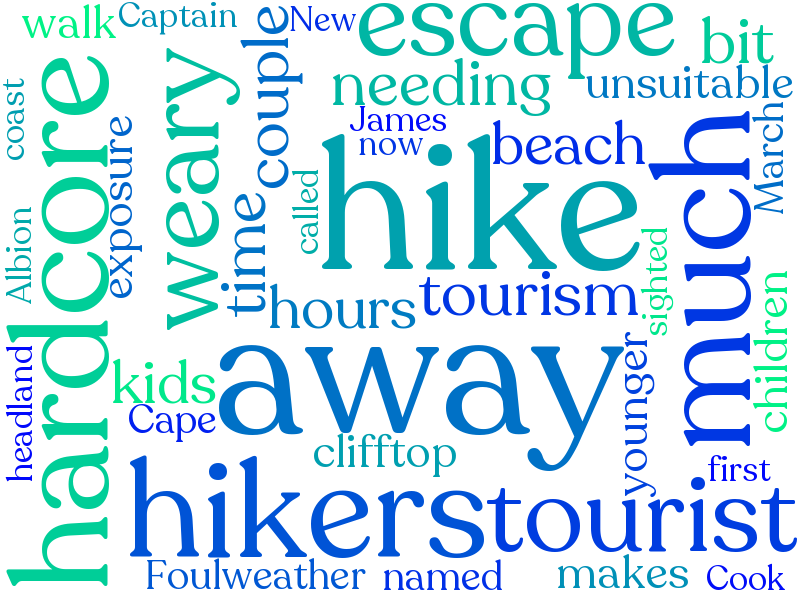 walk
Captain
New
escape
bit
coast
hardcore
weary
couple
needing
unsuitable
exposure
James
now
beach
March
much
hike
called
Albion
time
hours
tourism
sighted
children
headland
kids
Cape
away
younger
clifftop
hikers
tourist
first
Foulweather
named
makes
Cook